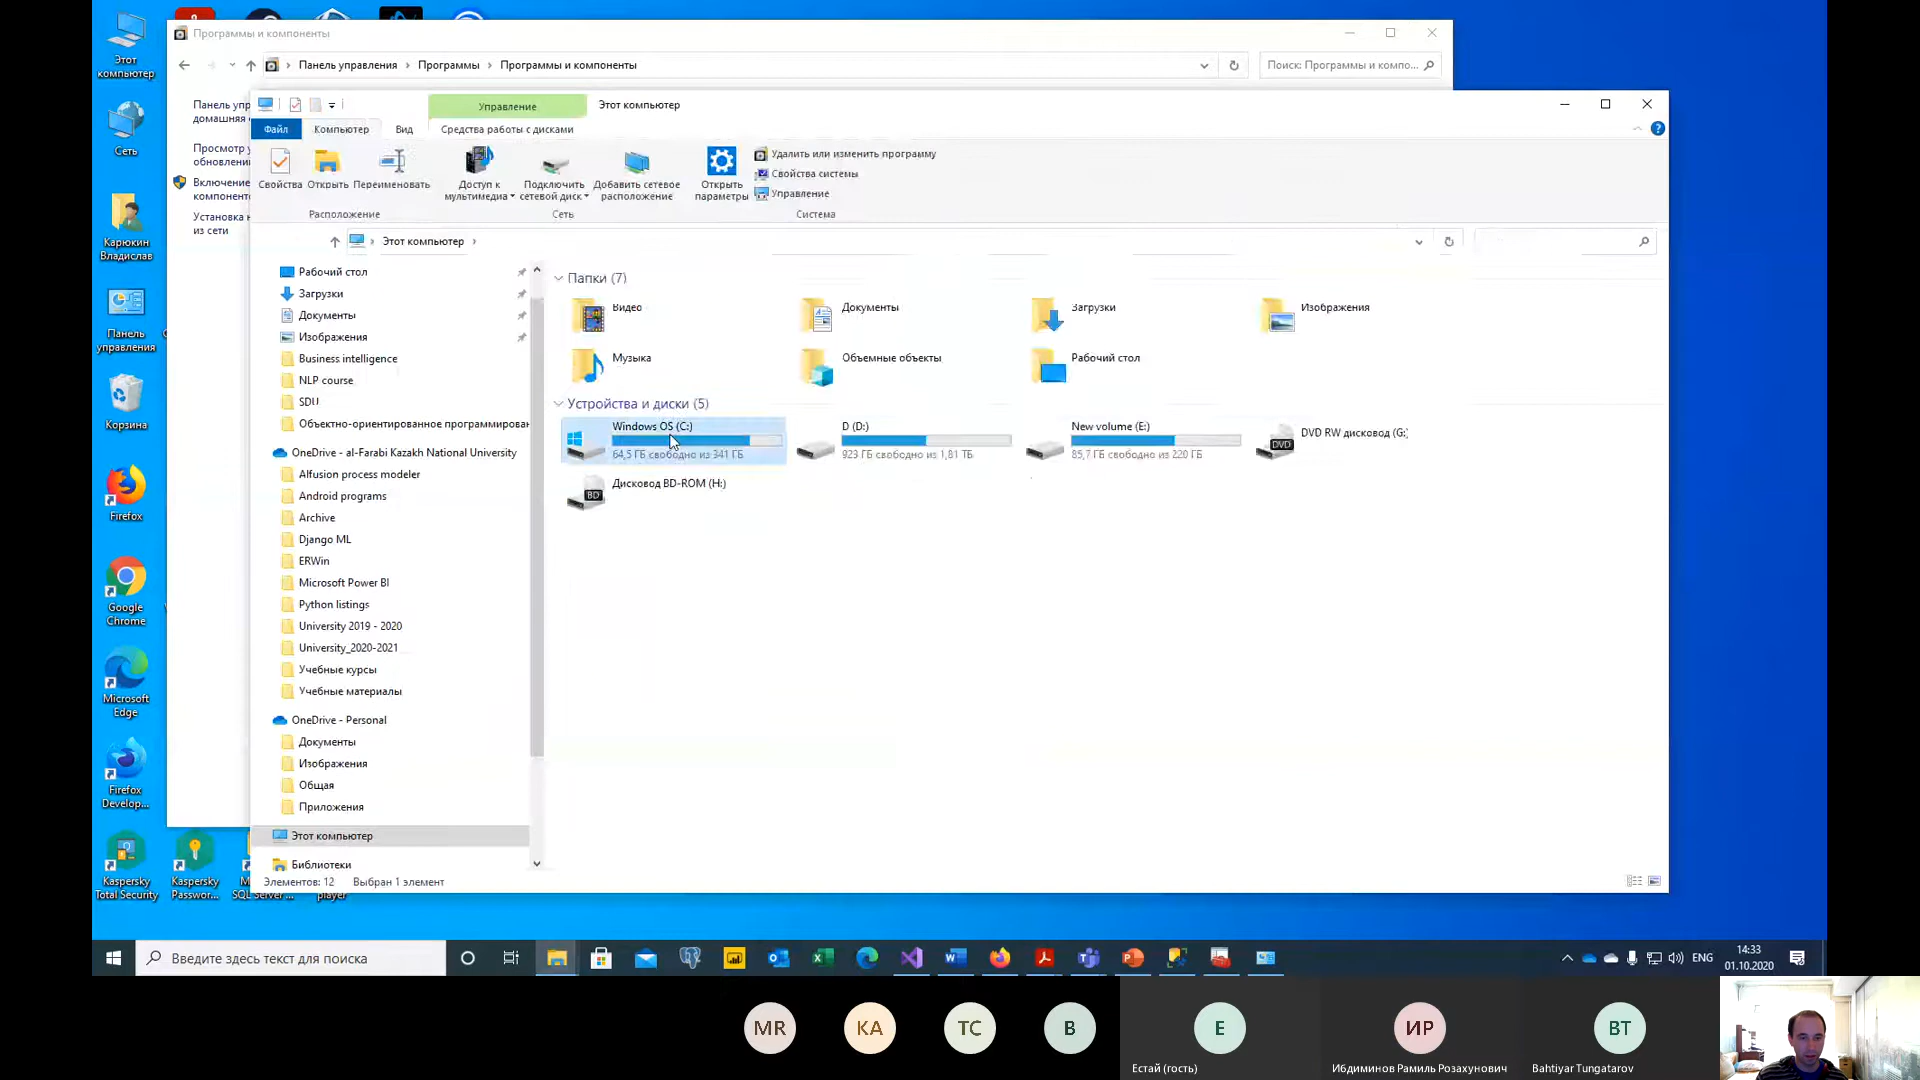 Программы и компоненты
Панель управления
Программы
Программы и компоненты
Поиск: Программы и компо...
Панель упр
домашняя
Просмотр у
обновлени
Включение
компонент
Установка н
из сети
Управление
Этот компьютер
Файл
Компьютер
Вид
Средства работы с дисками
Свойства
Открыть
Переименовать
Доступ к
мультимедиа
Подключить
сетевой диск
Добавить сетевое
расположение
Открыть
параметры
Удалить или изменить программу
Свойства системы
Управление
Расположение
Сеть
Система
Этот компьютер
Рабочий стол
Загрузки
Документы
Изображения
Business intelligence
NLP course
SDU
Объектно-ориентированное программирован
OneDrive - al-Farabi Kazakh National University
Alfusion process modeler
Android programs
Archive
Django ML
ERWin
Microsoft Power BI
Python listings
University 2019 - 2020
University_2020-2021
Учебные курсы
Учебные материалы
OneDrive - Personal
Документы
Изображения
Общая
Приложения
Этот компьютер
Библиотеки
Элементов: 12
Выбран 1 элемент
Папки (7)
Видео
Документы
Загрузки
Изображения
Музыка
Объемные объекты
Рабочий стол
Устройства и диски (5)
Windows OS (C:)
64,5 ГБ свободно из 341 ГБ
D (D:)
923 ГБ свободно из 1,81 ТБ
New volume (E:)
85,7 ГБ свободно из 220 ГБ
DVD
DVD RW дисковод (G:)
BD
Дисковод BD-ROM (H:)
Этот
компьютер
Сеть
Карюкин
Владислав
Панель
управления
Корзина
Firefox
Google
Chrome
Microsoft
Edge
Firefox
Develop...
Kaspersky
Total Security
Kaspersky
Passwor...
SQL Server ...
player
Введите здесь текст для поиска
ENG
14:33
01.10.2020
MR
KA
TC
B
E
Естай (гость)
ИР
Ибдиминов Рамиль Розахунович
BT
Bahtiyar Tungatarov